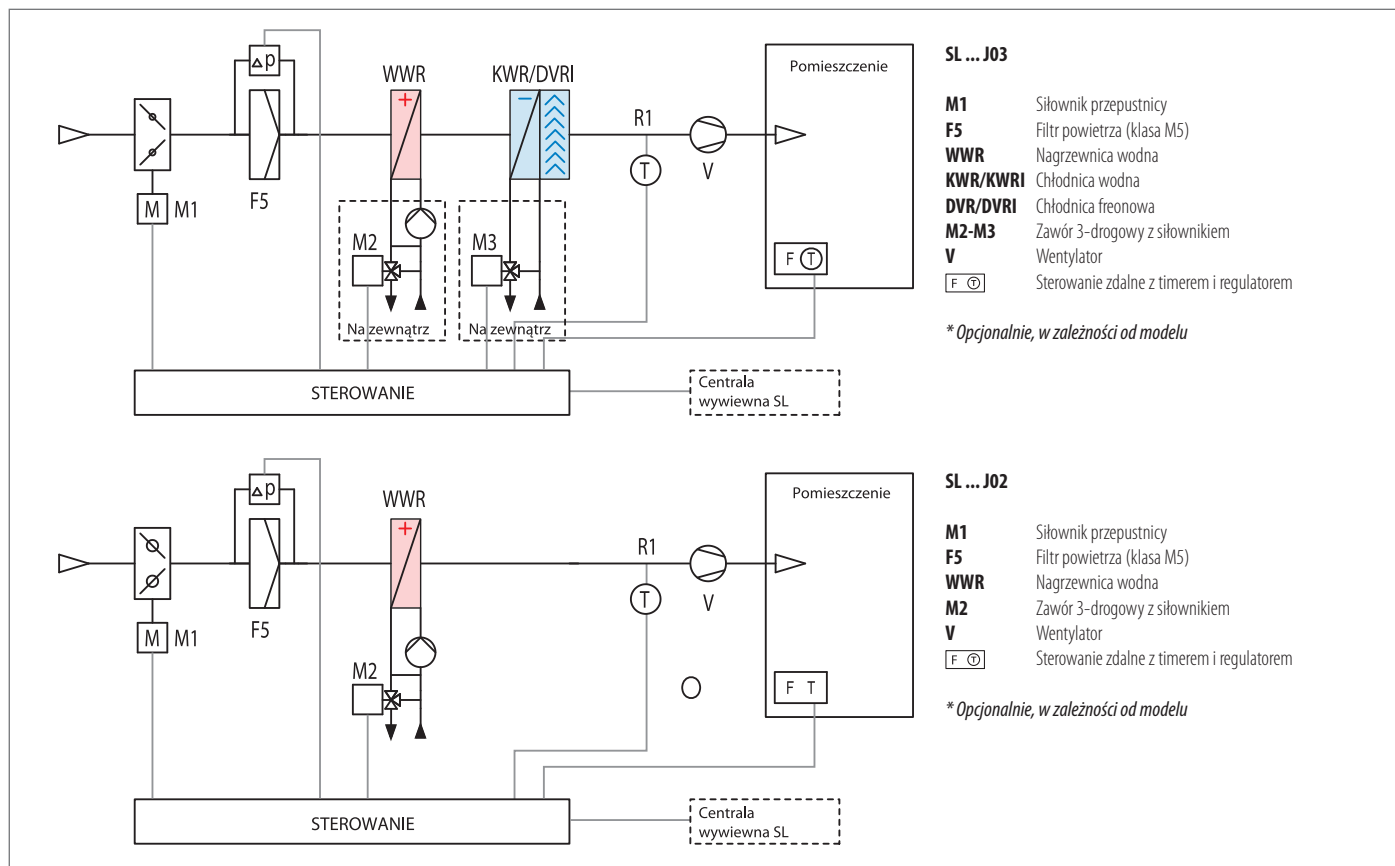 Δp
WWR
KWR/DVRI
Pomieszczenie
+
−
R1
T
V
M M1
F5
M2
M3
F T
Na zewnątrz
Na zewnątrz
STEROWANIE
Centrala
wywiewna SL
SL ... J03
M1 Siłownik przepustnicy
F5 Filtr powietrza (klasa M5)
WWR Nagrzewnica wodna
KWR/KWRI Chłodnica wodna
DVR/DVRI Chłodnica freonowa
M2-M3 Zawór 3-drogowy z siłownikiem
V Wentylator
F T Sterowanie zdalne z timerem i regulatorem
* Opcjonalnie, w zależności od modelu
Δp
WWR
Pomieszczenie
+
R1
T
V
M M1
F5
M2
F T
STEROWANIE
Centrala
wywiewna SL
SL ... J02
M1 Siłownik przepustnicy
F5 Filtr powietrza (klasa M5)
WWR Nagrzewnica wodna
M2 Zawór 3-drogowy z siłownikiem
V Wentylator
F T Sterowanie zdalne z timerem i regulatorem
* Opcjonalnie, w zależności od modelu